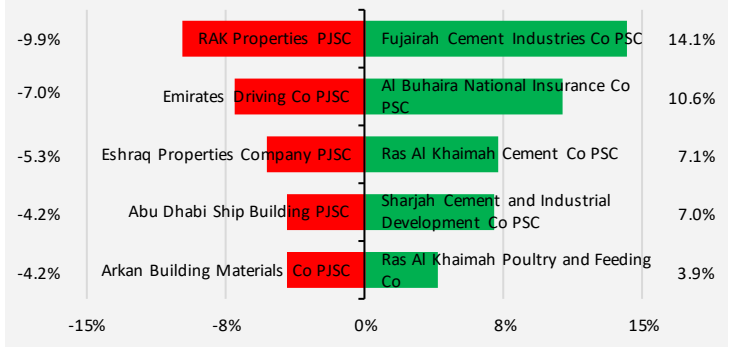 -9.9% RAK Properties PJSC Fujairah Cement Industries Co PSC 14.1%
-7.0% Emirates Driving Co PJSC Al Buhaira National Insurance Co
PSC 10.6%
-5.3% Eshraq Properties Company PJSC Ras Al Khaimah Cement Co PSC 7.1%
-4.2% Abu Dhabi Ship Building PJSC Sharjah Cement and Industrial
Development Co PSC 7.0%
-4.2% Arkan Building Materials Co PJSC Ras Al Khaimah Poultry and Feeding
Co 3.9%
-15% -8% 0% 8% 15%